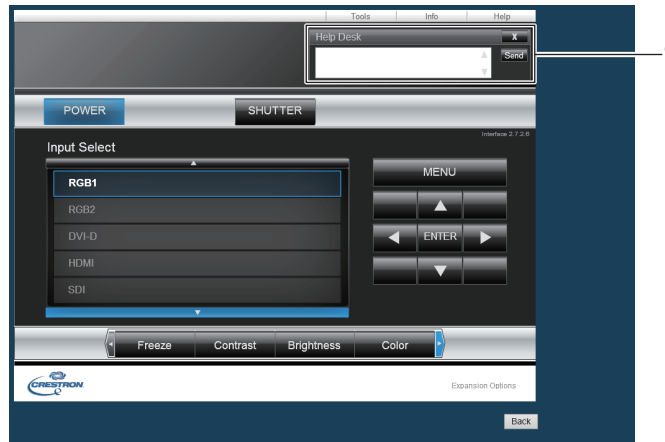 Tools Info Help
Help Desk X
Send
POWER SHUTTER
Interface 2.7.2.6
Input Select
MENU
RGB1
RGB2
DVI-D
ENTER
HDMI
SDI
Freeze Contrast Brightness Color
CRESTRON
Expansion Options
Back